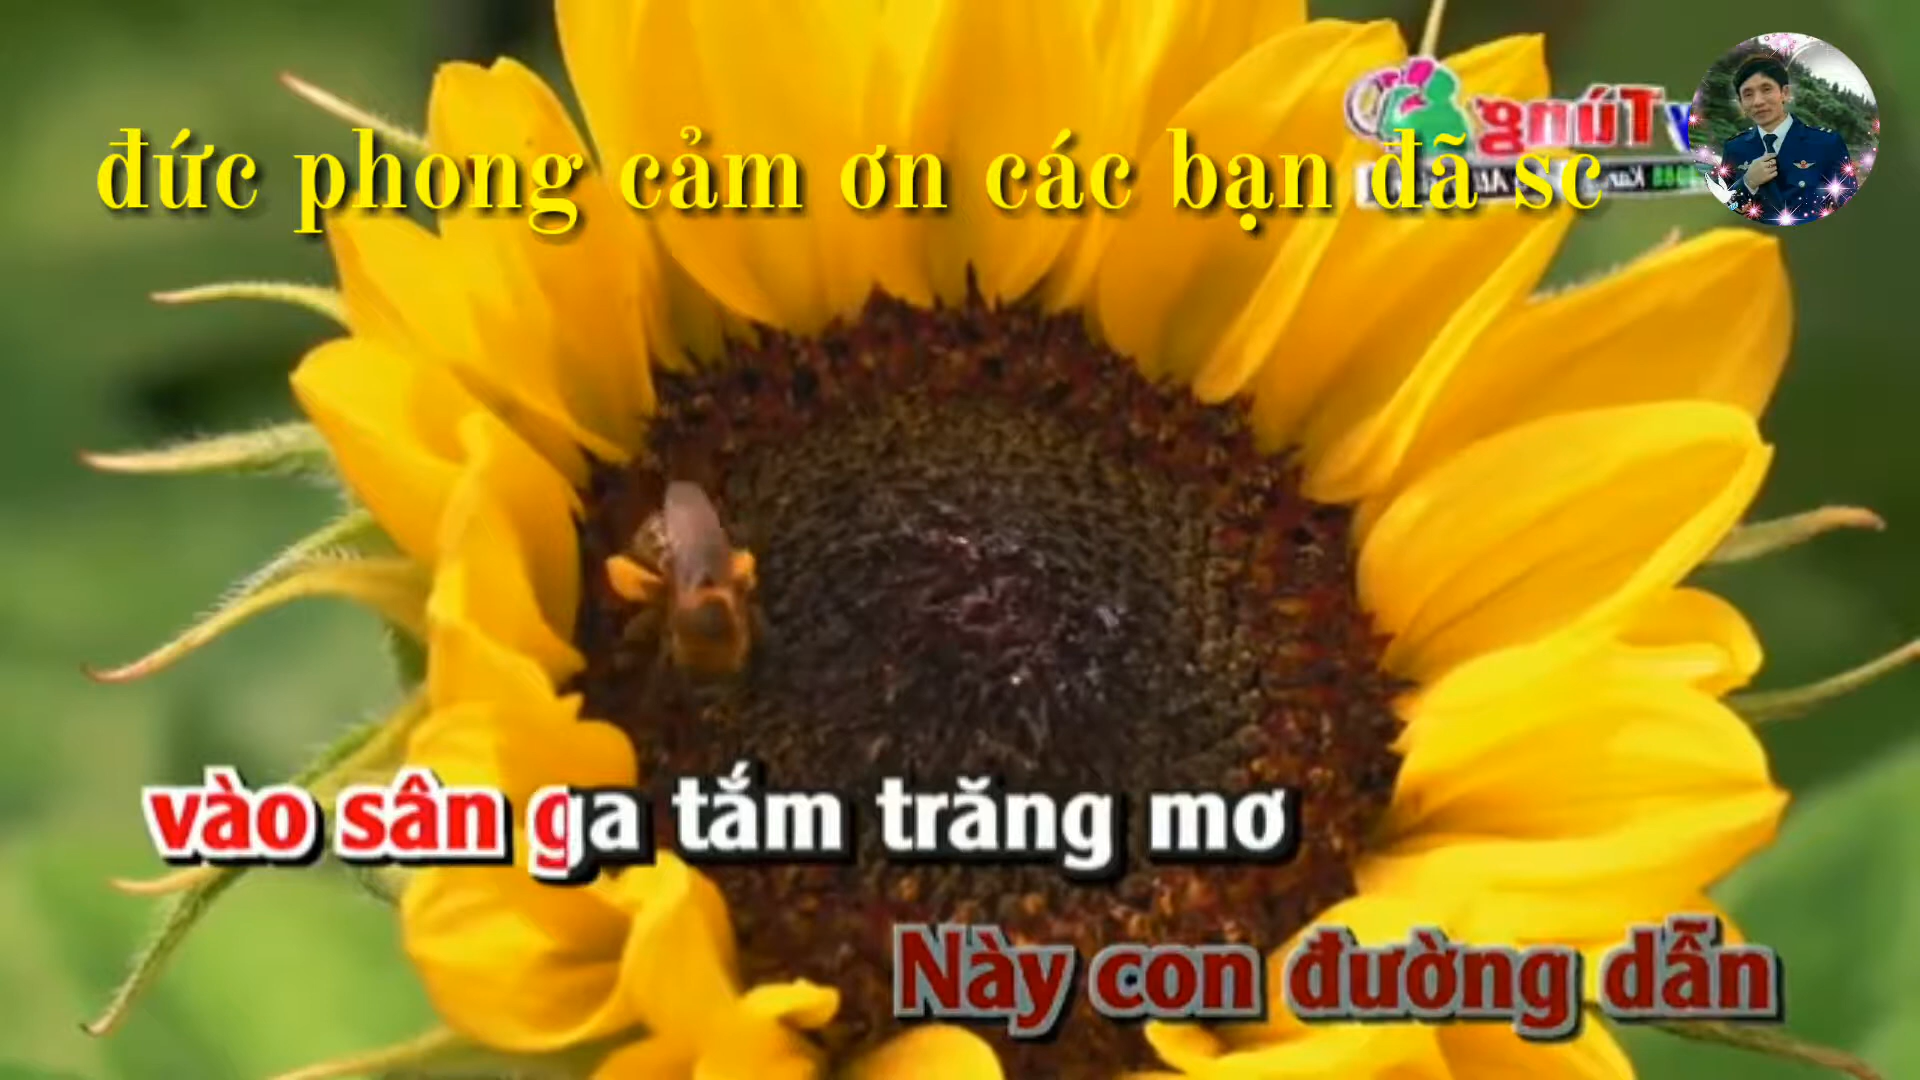 đức phong cảm ơn các bạn đã sc
vào sân ga tắm trăng mơ
Này con đường dẫn